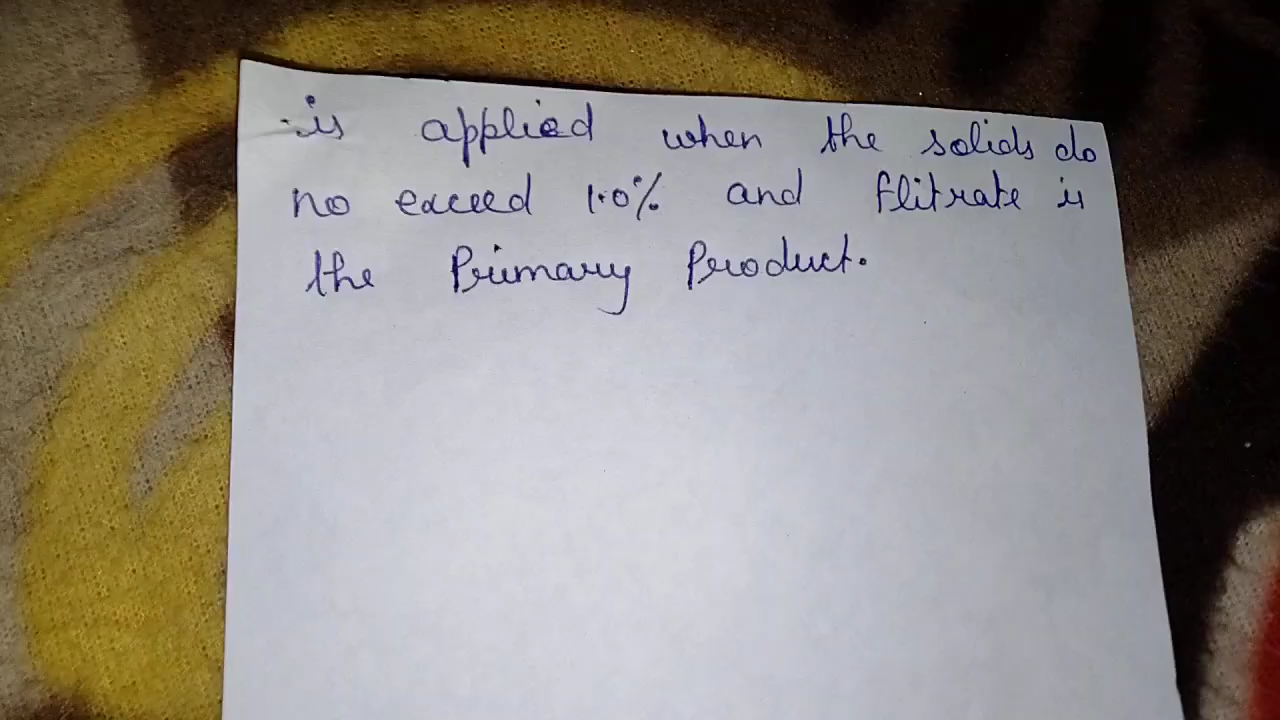 is applied when the solids do
no exceed 1.0% and flitrate is
the Primary Product.